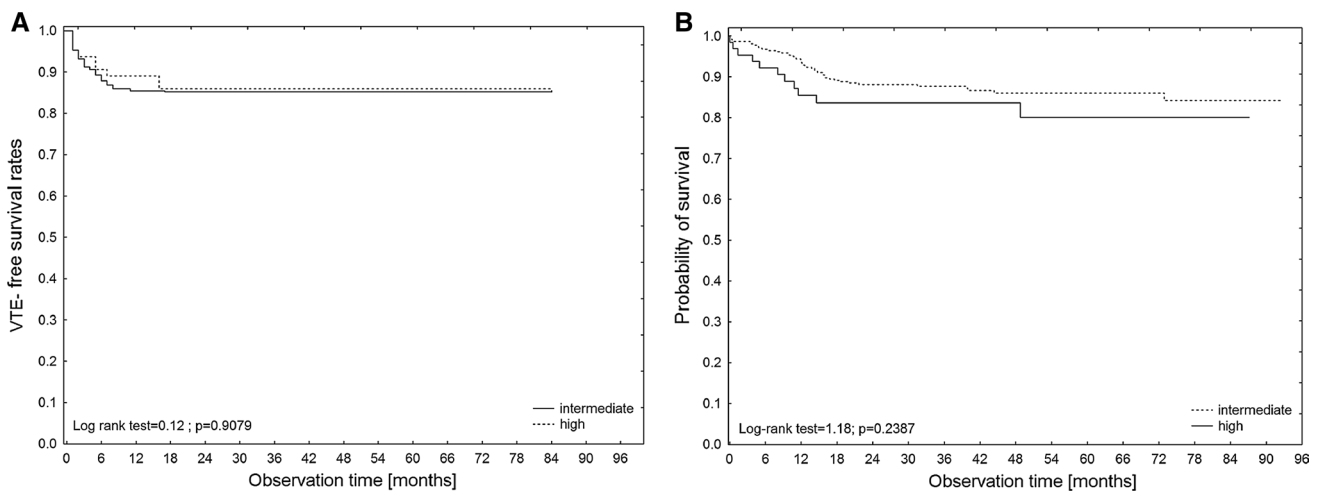 A
VTE- free survival rates
1.0
0.9
0.8
0.7
0.6
0.5
0.4
0.3
0.2
0.1
0.0
Log rank test=0.12 ; p=0.9079
intermediate
high
0 6 12 18 24 30 36 42 48 54 60 66 72 78 84 90 96
Observation time [months]
B
Probability of survival
1.0
0.9
0.8
0.7
0.6
0.5
0.4
0.3
0.2
0.1
0.0
Log-rank test=1.18; p=0.2387
intermediate
high
0 6 12 18 24 30 36 42 48 54 60 66 72 78 84 90 96
Observation time [months]